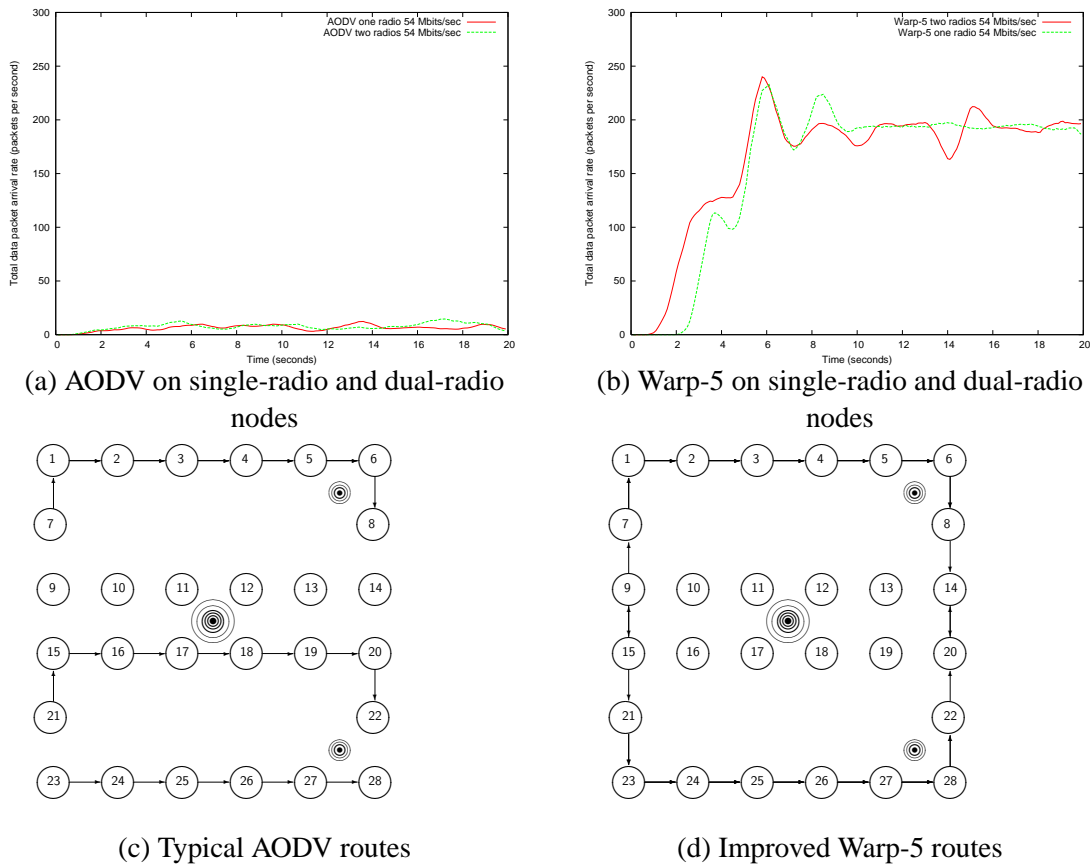 300
250
200
150
100
50
0
0 2 4 6 8 10 12 14 16 18 20
Total data packet arrival rate (packets per second)
Time (seconds)
AODV one radio 54 Mbits/sec
AODV two radios 54 Mbits/sec
(a) AODV on single-radio and dual-radio
nodes
300
250
200
150
100
50
0
0 2 4 6 8 10 12 14 16 18 20
Total data packet arrival rate (packets per second)
Time (seconds)
Warp-5 two radios 54 Mbits/sec
Warp-5 one radio 54 Mbits/sec
(b) Warp-5 on single-radio and dual-radio
nodes
1 2 3 4 5 6
7 8
9 10 11 12 13 14
15 16 17 18 19 20
21 22
23 24 25 26 27 28
(c) Typical AODV routes
1 2 3 4 5 6
7 8
9 10 11 12 13 14
15 16 17 18 19 20
21 22
23 24 25 26 27 28
(d) Improved Warp-5 routes